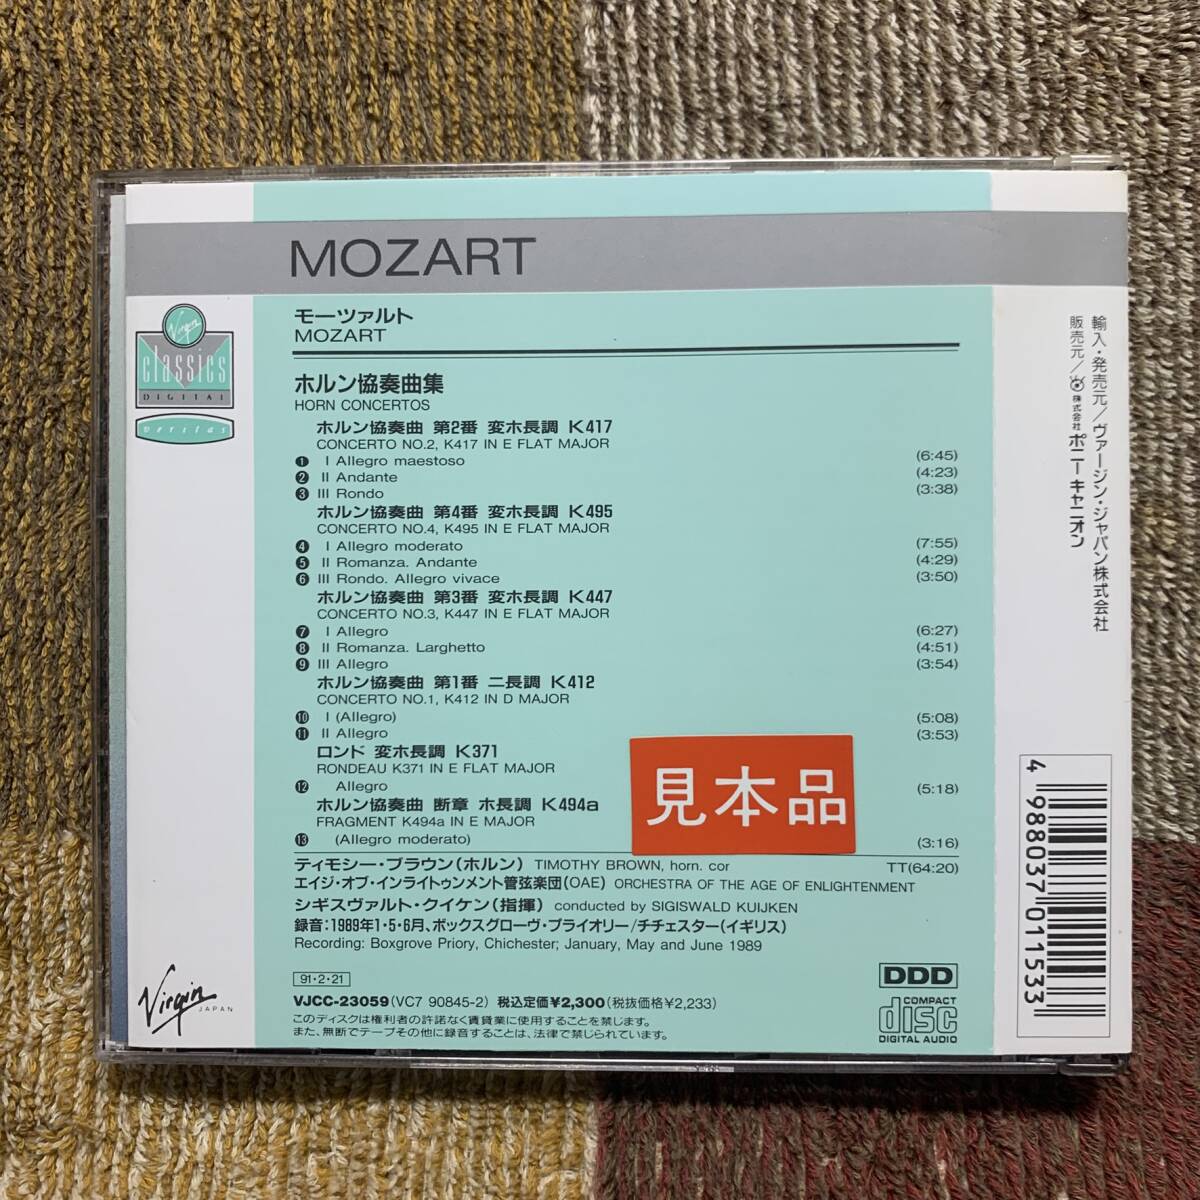 MOZART
モーツァルト
MOZART
Virgin
classics
DIGITAL
veritas
ホルン協奏曲集
HORN CONCERTOS
ホルン協奏曲 第2番 変ホ長調 K417
CONCERTO NO.2, K417 IN E FLAT MAJOR
1 I Allegro maestoso (6:45)
2 II Andante (4:23)
3 III Rondo (3:38)
ホルン協奏曲 第4番 変ホ長調 K495
CONCERTO NO.4, K495 IN E FLAT MAJOR
4 I Allegro moderato (7:55)
5 II Romanza. Andante (4:29)
6 III Rondo. Allegro vivace (3:50)
ホルン協奏曲 第3番 変ホ長調 K447
CONCERTO NO.3, K447 IN E FLAT MAJOR
7 I Allegro (6:27)
8 II Romanza. Larghetto (4:51)
9 III Allegro (3:54)
ホルン協奏曲 第1番 ニ長調 K412
CONCERTO NO.1, K412 IN D MAJOR
10 I (Allegro) (5:08)
11 II Allegro (3:53)
ロンド 変ホ長調 K371
RONDEAU K371 IN E FLAT MAJOR
12 Allegro (5:18)
ホルン協奏曲 断章 ホ長調 K494a
FRAGMENT K494a IN E MAJOR
13 (Allegro moderato) (3:16)
見本品
ティモシー・ブラウン(ホルン) TIMOTHY BROWN, horn. cor TT(64:20)
エイジ・オブ・インライトゥンメント管弦楽団(OAE) ORCHESTRA OF THE AGE OF ENLIGHTENMENT
シギスヴァルト・クイケン(指揮) conducted by SIGISWALD KUIJKEN
録音:1989年1・5・6月、ボックスグローヴ・プライオリー/チチェスター(イギリス)
Recording: Boxgrove Priory, Chichester; January, May and June 1989
91・2・21
VJCC-23059(VC7 90845-2) 税込定価¥2,300(税抜価格¥2,233)
このディスクは権利者の許諾なく賃貸業に使用することを禁じます。
また、無断でテープその他に録音することは、法律で禁じられています。
DDD
COMPACT
disc
DIGITAL AUDIO
Virgin
JAPAN
輸入・発売元/ヴァージン・ジャパン株式会社
販売元/株式会社ポニーキャニオン
4 988037 011533